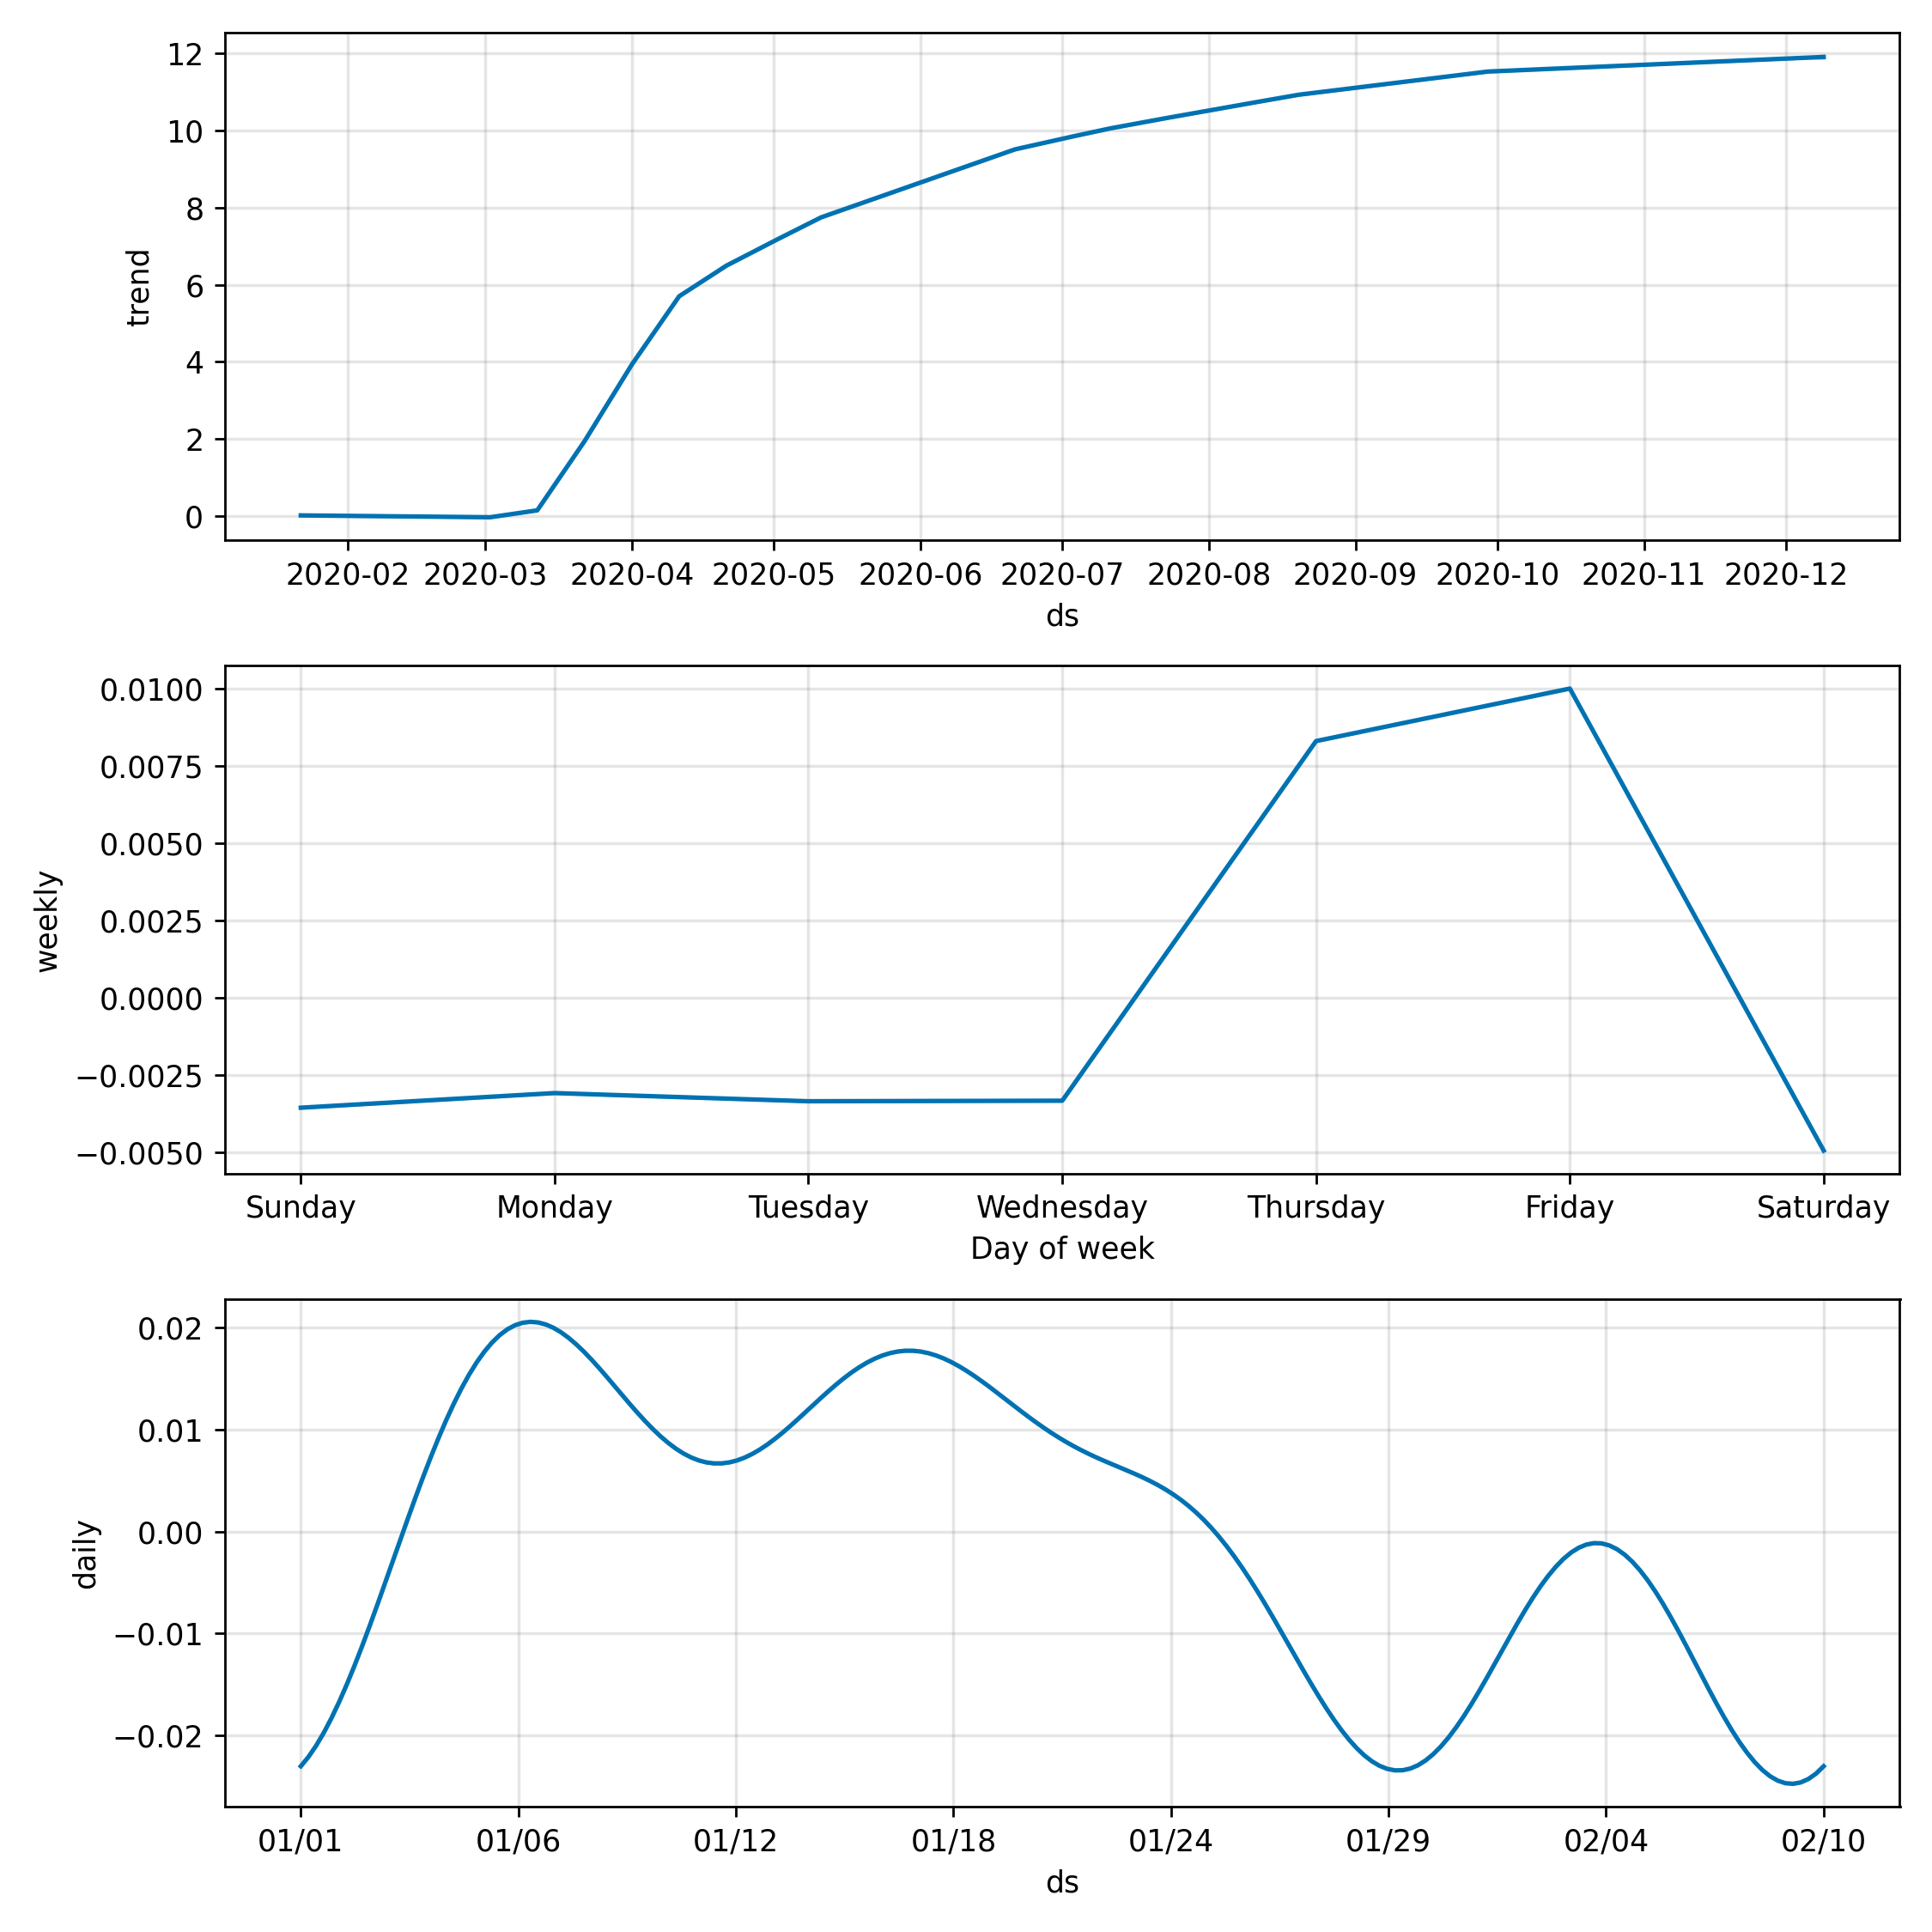 12
10
8
6
4
2
0
trend
2020-02 2020-03 2020-04 2020-05 2020-06 2020-07 2020-08 2020-09 2020-10 2020-11 2020-12
ds
0.0100
0.0075
0.0050
0.0025
0.0000
−0.0025
−0.0050
weekly
Sunday Monday Tuesday Wednesday Thursday Friday Saturday
Day of week
0.02
0.01
0.00
−0.01
−0.02
daily
01/01 01/06 01/12 01/18 01/24 01/29 02/04 02/10
ds